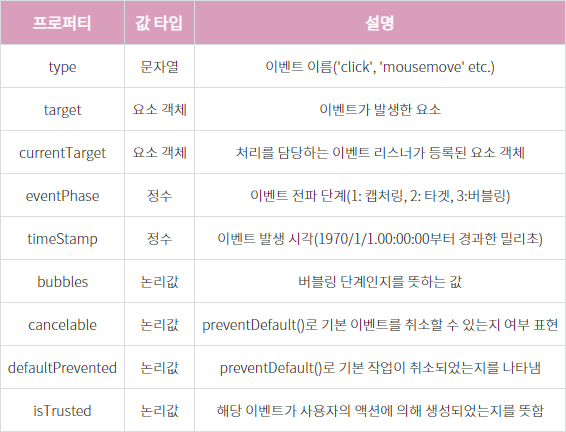 프로퍼티 값 타입 설명
type 문자열 이벤트 이름('click', 'mousemove' etc.)
target 요소 객체 이벤트가 발생한 요소
currentTarget 요소 객체 처리를 담당하는 이벤트 리스너가 등록된 요소 객체
eventPhase 정수 이벤트 전파 단계(1: 캡처링, 2: 타겟, 3:버블링)
timeStamp 정수 이벤트 발생 시각(1970/1/1.00:00:00부터 경과한 밀리초)
bubbles 논리값 버블링 단계인지를 뜻하는 값
cancelable 논리값 preventDefault()로 기본 이벤트를 취소할 수 있는지 여부 표현
defaultPrevented 논리값 preventDefault()로 기본 작업이 취소되었는지를 나타냄
isTrusted 논리값 해당 이벤트가 사용자의 액션에 의해 생성되었는지를 뜻함